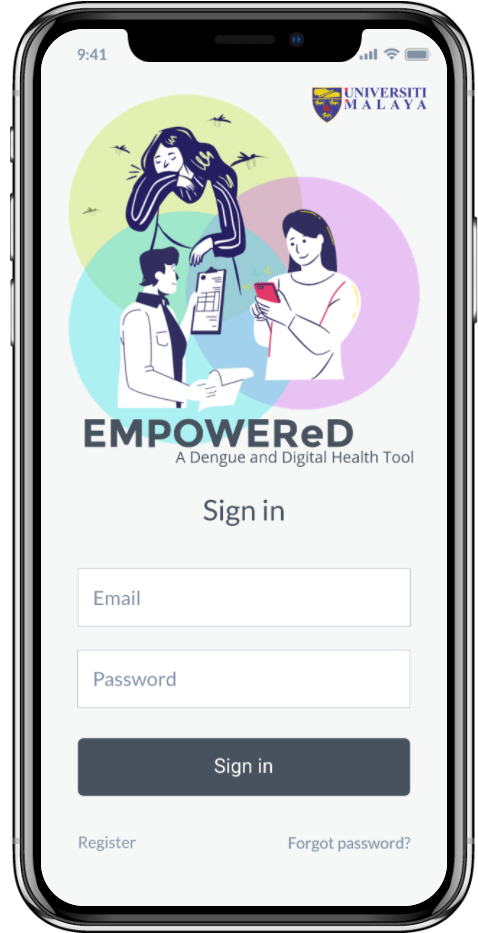 9:41
UNIVERSITI
MALAYA
EMPOWEReD
A Dengue and Digital Health Tool
Sign in
Email
Password
Sign in
Register
Forgot password?